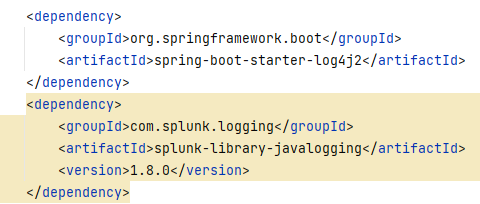 <dependency>
<groupId>org.springframework.boot</groupId>
<artifactId>spring-boot-starter-log4j2</artifactId>
</dependency>
<dependency>
<groupId>com.splunk.logging</groupId>
<artifactId>splunk-library-javalogging</artifactId>
<version>1.8.0</version>
</dependency>